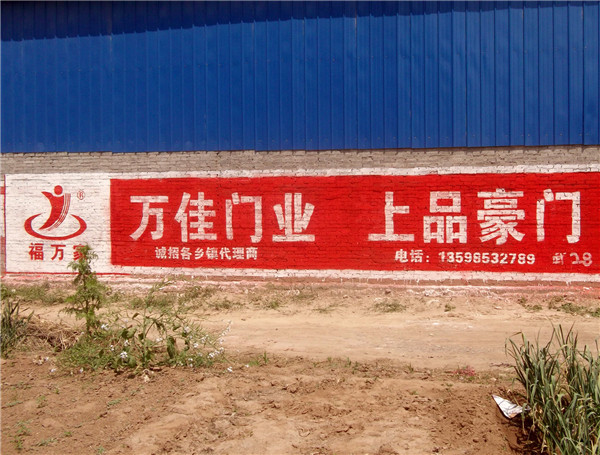 福万家 ®
万佳门业 上品豪门
诚招各乡镇代理商
电话：13598532789